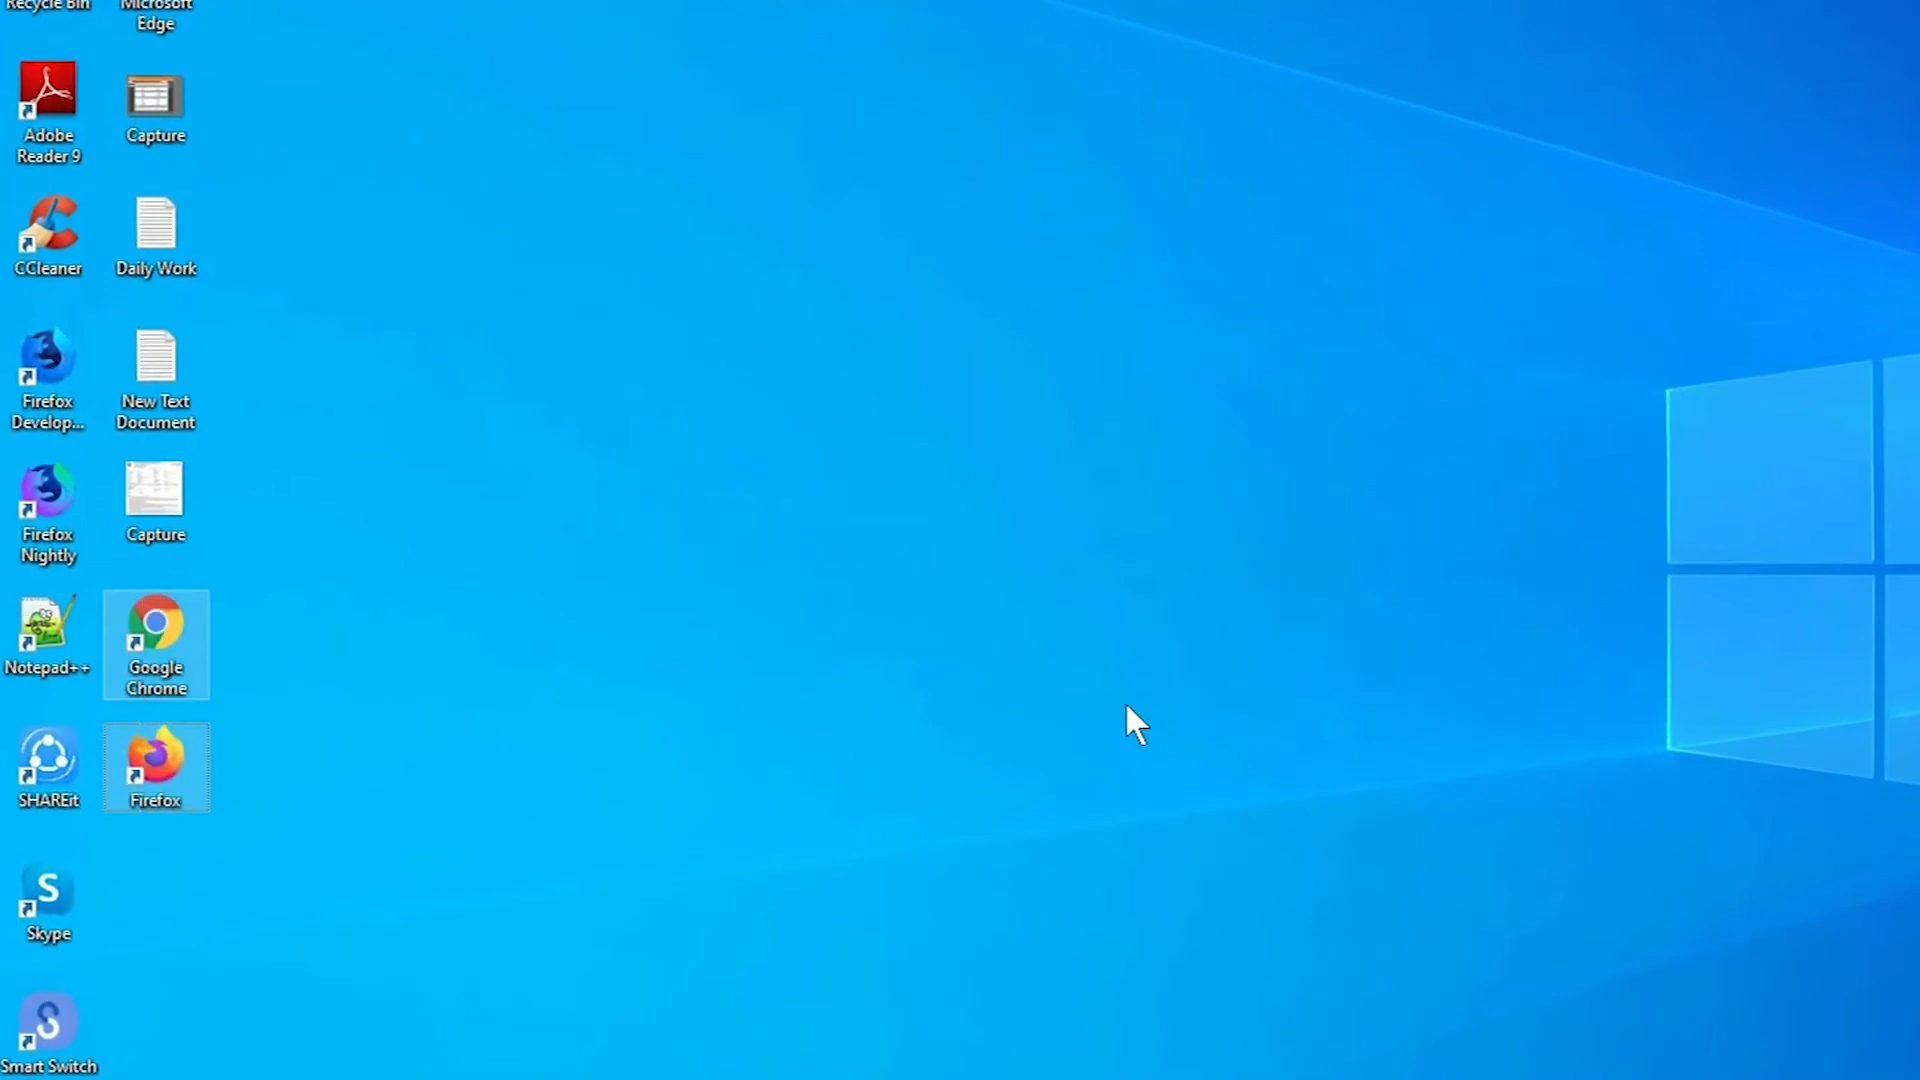 Recycle Bin
Microsoft
Edge
Adobe
Reader 9
Capture
CCleaner
Daily Work
Firefox
Develop...
New Text
Document
Firefox
Nightly
Capture
Notepad++
Google
Chrome
SHAREit
Firefox
Skype
Smart Switch